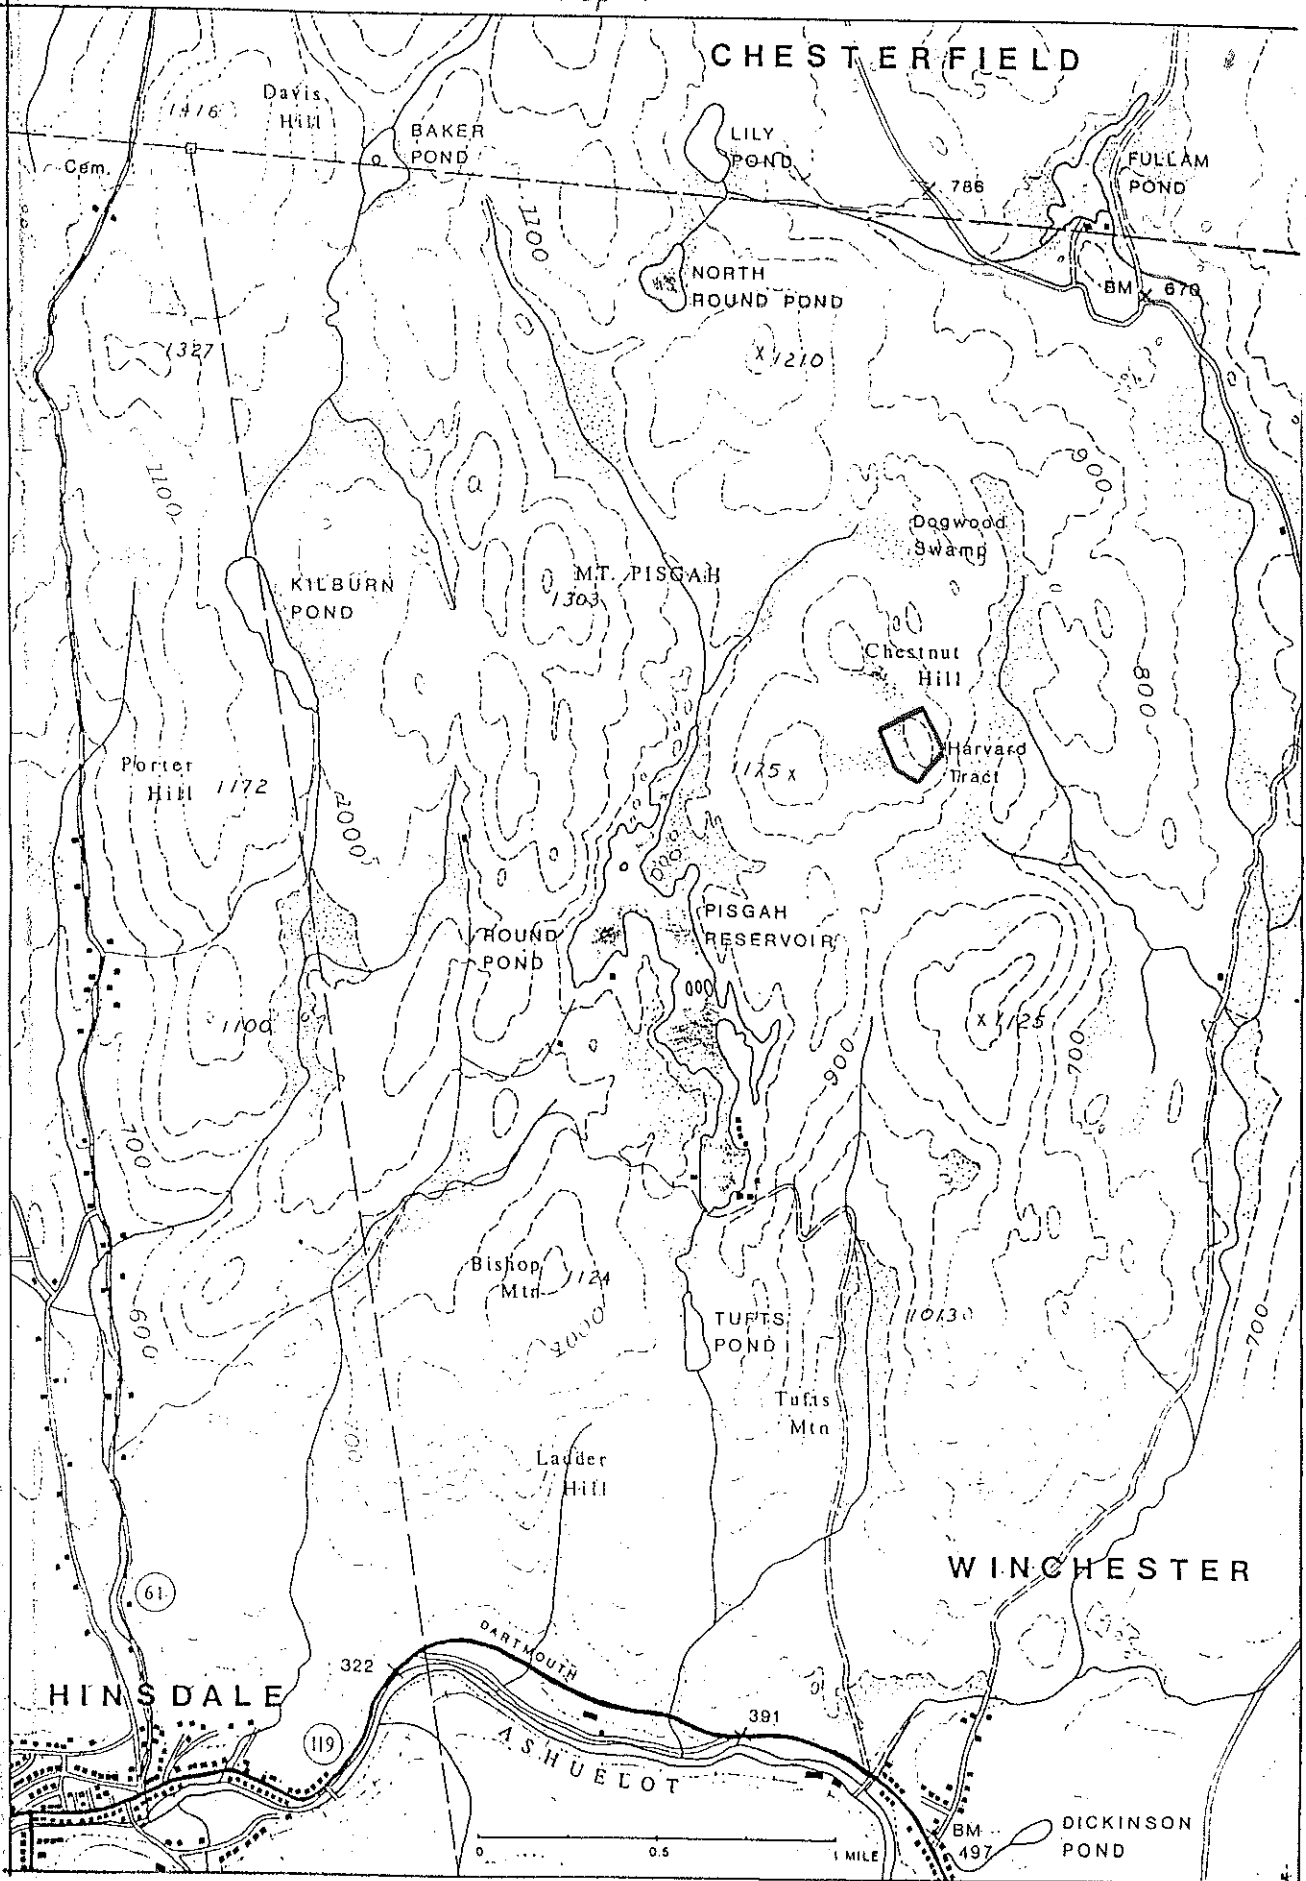 CHESTERFIELD
1416
Davis
Hill
BAKER
POND
LILY
POND
Cem.
786
FULLAM
POND
1100
NORTH
ROUND POND
BM
670
1327
1210
1100
900
Dogwood
Swamp
KILBURN
POND
MT. PISGAH
1303
Chestnut
Hill
800
Harvard
Tract
1175
Porter
Hill
1172
1000
PISGAH
RESERVOIR
ROUND
POND
1100
1125
900
700
700
600
Bishop
Mtn
1124
1000
TUFTS
POND
1013
700
Tufts
Mtn
700
Ladder
Hill
WINCHESTER
61
HINSDALE
322
DARTMOUTH
119
391
ASHUELOT
BM
497
DICKINSON
POND
0
0.5
1 MILE